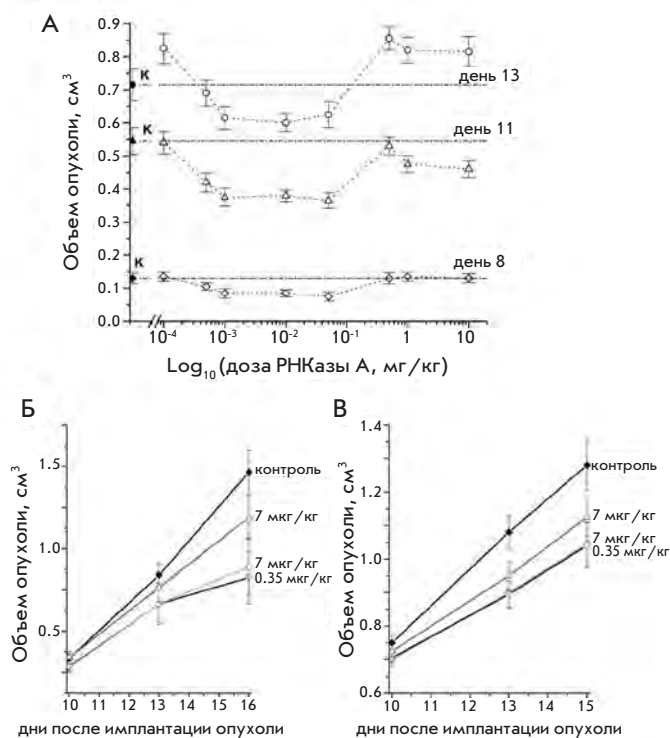 А
Объем опухоли, см³
0.9
0.8
0.7
0.6
0.5
0.4
0.3
0.2
0.1
0.0
К
день 13
К
день 11
К
день 8
10⁻⁴ 10⁻³ 10⁻² 10⁻¹ 1 10
Log₁₀ (доза РНКазы А, мг/кг)
Б
Объем опухоли, см³
1.5
1.0
0.5
контроль
7 мкг/кг
7 мкг/кг
0.35 мкг/кг
10 11 12 13 14 15 16
дни после имплантации опухоли
В
Объем опухоли, см³
1.4
1.2
1.0
0.8
0.6
контроль
7 мкг/кг
7 мкг/кг
0.35 мкг/кг
10 11 12 13 14 15
дни после имплантации опухоли